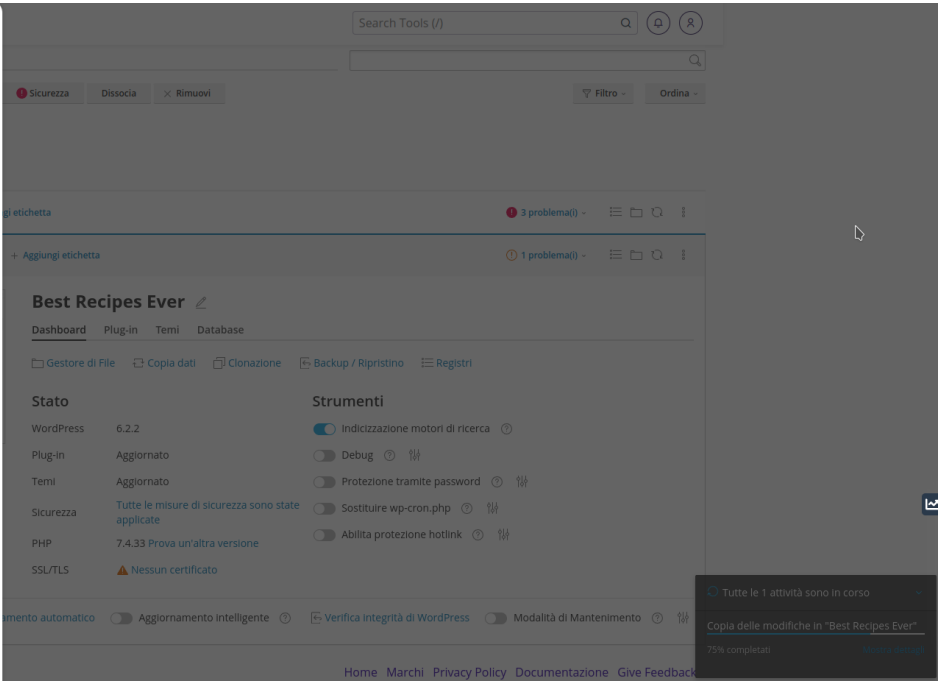 Search Tools (/)
Sicurezza Dissocia Rimuovi Filtro Ordina
gi etichetta 3 problema(i)
+ Aggiungi etichetta 1 problema(i)
Best Recipes Ever
Dashboard Plug-in Temi Database
Gestore di File Copia dati Clonazione Backup / Ripristino Registri
Stato Strumenti
WordPress 6.2.2 Indicizzazione motori di ricerca
Plug-in Aggiornato Debug
Temi Aggiornato Protezione tramite password
Sicurezza Tutte le misure di sicurezza sono state
applicate Sostituire wp-cron.php
PHP 7.4.33 Prova un'altra versione Abilita protezione hotlink
SSL/TLS Nessun certificato
Tutte le 1 attività sono in corso
amento automatico Aggiornamento intelligente Verifica integrità di WordPress Modalità di Mantenimento
Copia delle modifiche in "Best Recipes Ever"
75% completati
Home Marchi Privacy Policy Documentazione Give Feedback